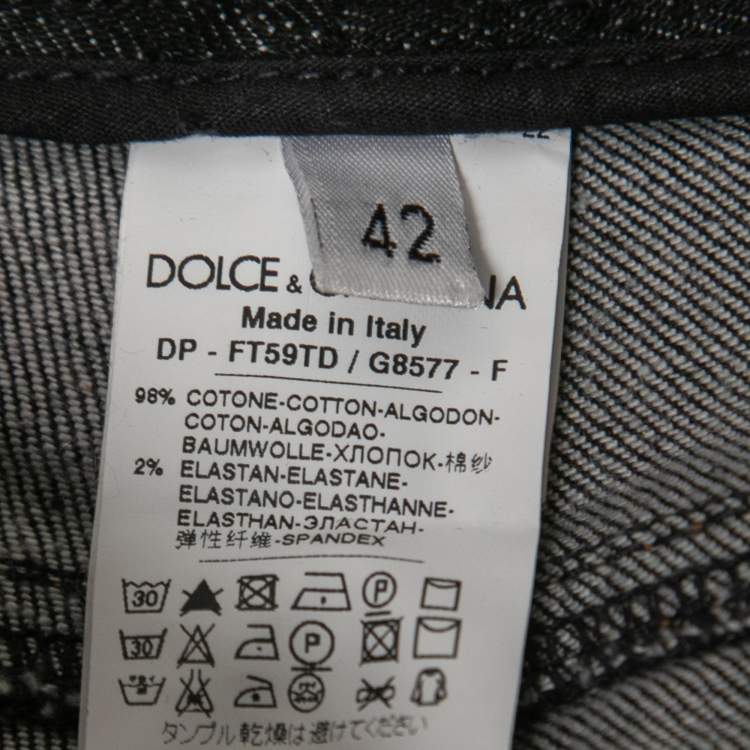 22
42
DOLCE & G NA
Made in Italy
DP - FT59TD / G8577 - F
98% COTONE-COTTON-ALGODON-
COTON-ALGODAO-
BAUMWOLLE-ХЛОПОК-棉纱
2% ELASTAN-ELASTANE-
ELASTANO-ELASTHANNE-
ELASTHAN-ЭЛАСТАН-
弹性纤维-SPANDEX
30 P
30 P
タンブル乾燥は避けてください